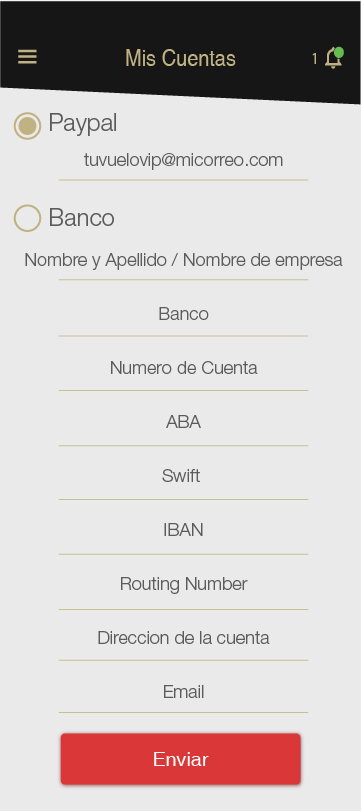 Mis Cuentas
1
Paypal
tuvuelovip@micorreo.com
Banco
Nombre y Apellido / Nombre de empresa
Banco
Numero de Cuenta
ABA
Swift
IBAN
Routing Number
Direccion de la cuenta
Email
Enviar